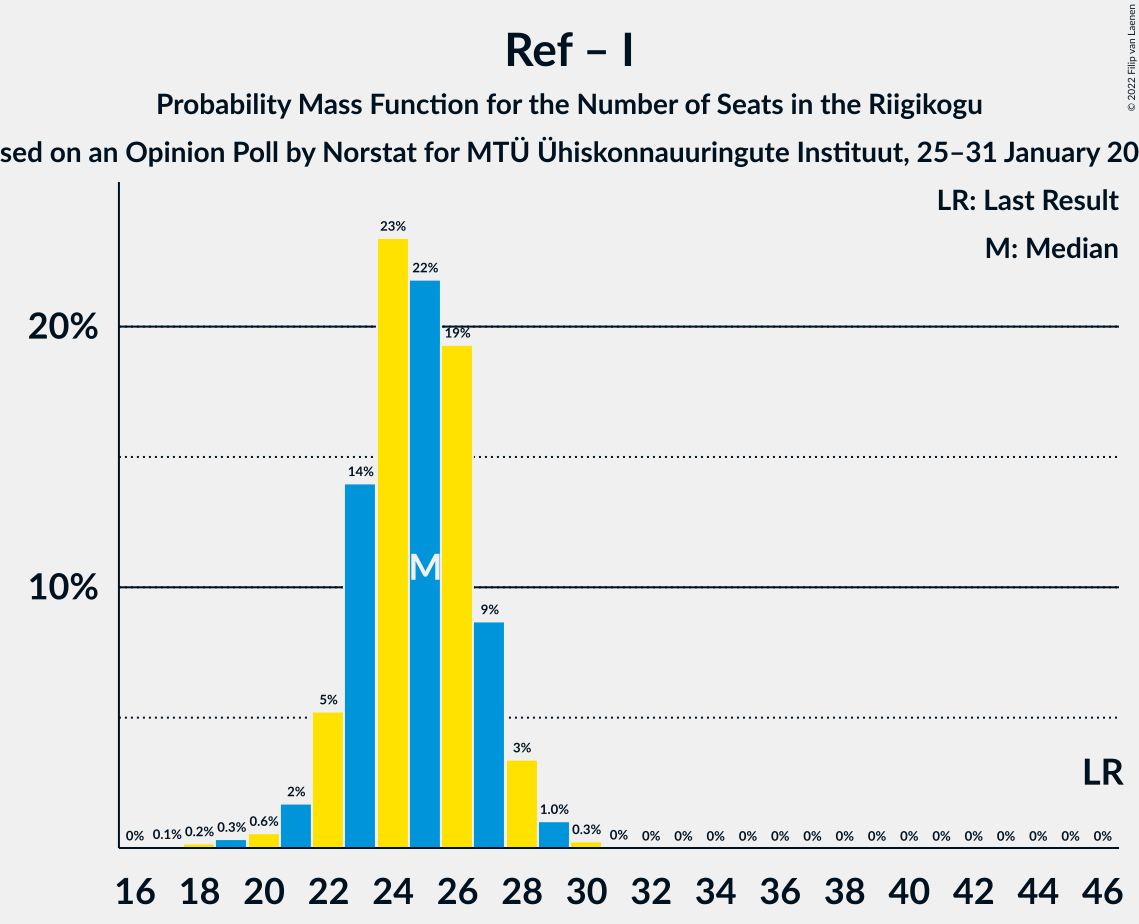 Ref – I
Probability Mass Function for the Number of Seats in the Riigikogu
sed on an Opinion Poll by Norstat for MTÜ Ühiskonnauuringute Instituut, 25–31 January 20
© 2022 Filip van Laenen
LR: Last Result
M: Median
20%
10%
0% 0.1% 0.2% 0.3% 0.6% 2% 5% 14% 23% 22% 19% 9% 3% 1.0% 0.3% 0% 0% 0% 0% 0% 0% 0% 0% 0% 0% 0% 0% 0% 0% 0% 0%
M
LR
16 18 20 22 24 26 28 30 32 34 36 38 40 42 44 46